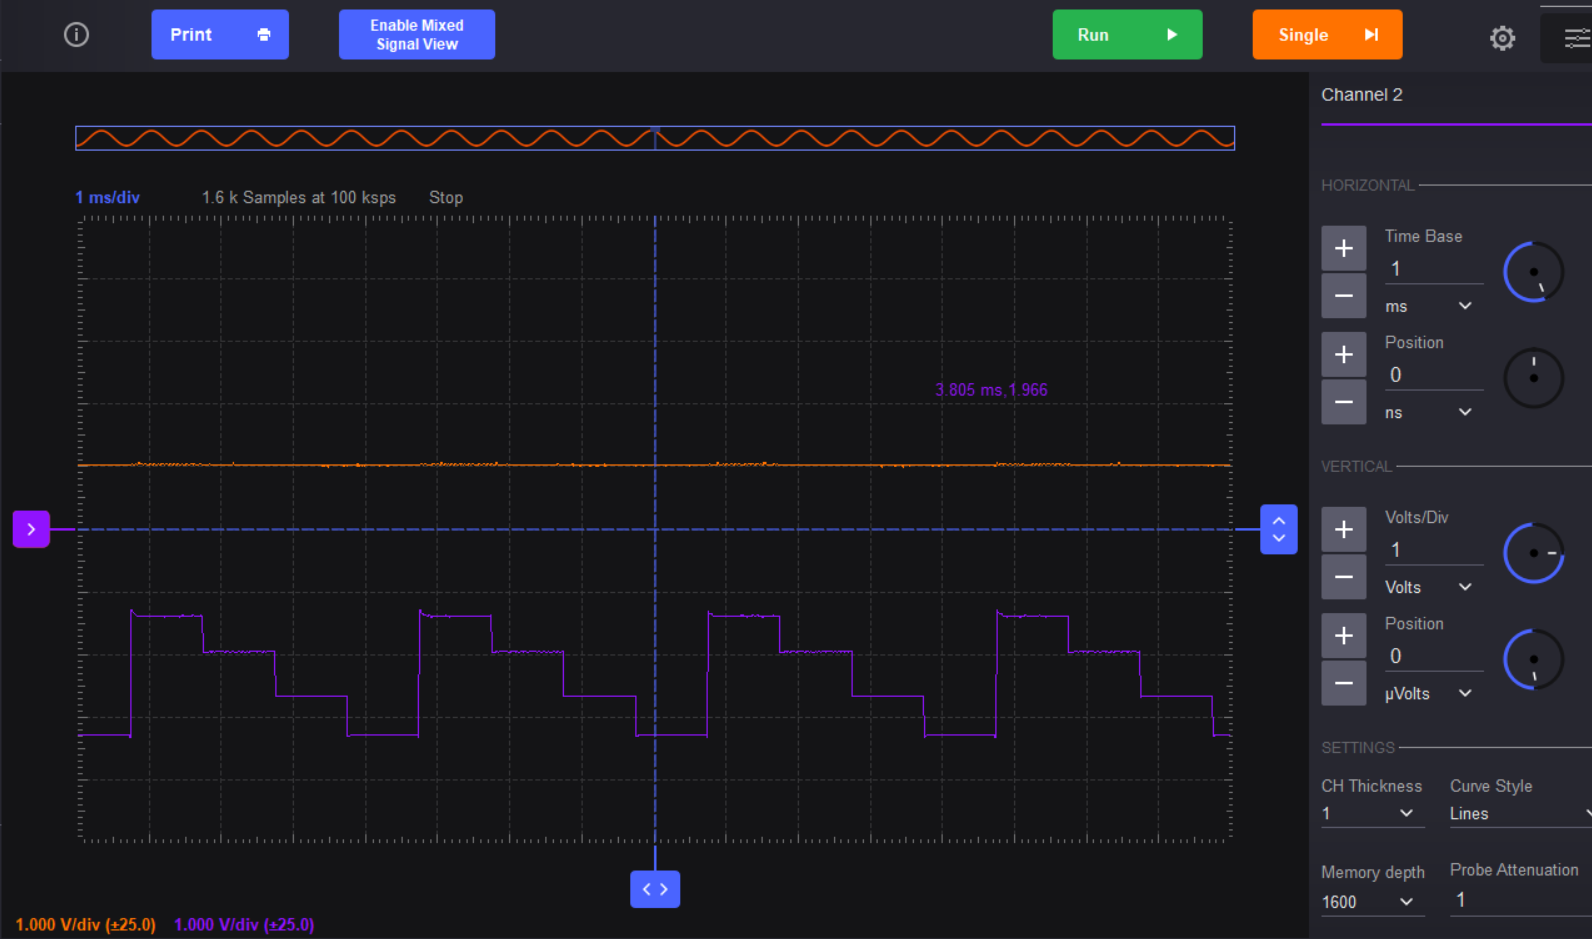 Print
Enable Mixed
Signal View
Run
Single
Channel 2
1 ms/div
1.6 k Samples at 100 ksps
Stop
HORIZONTAL
Time Base
1
ms
Position
0
ns
3.805 ms,1.966
VERTICAL
Volts/Div
1
Volts
Position
0
µVolts
SETTINGS
CH Thickness
Curve Style
1
Lines
Memory depth
Probe Attenuation
1600
1
1.000 V/div (±25.0)
1.000 V/div (±25.0)